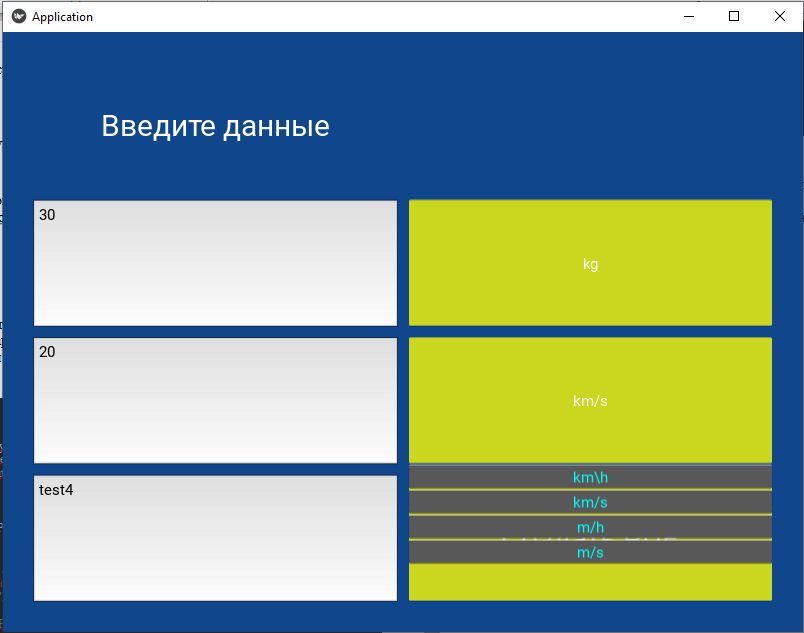 Application
Введите данные
30
kg
20
km/s
km\h
km/s
test4
m/h
m/s